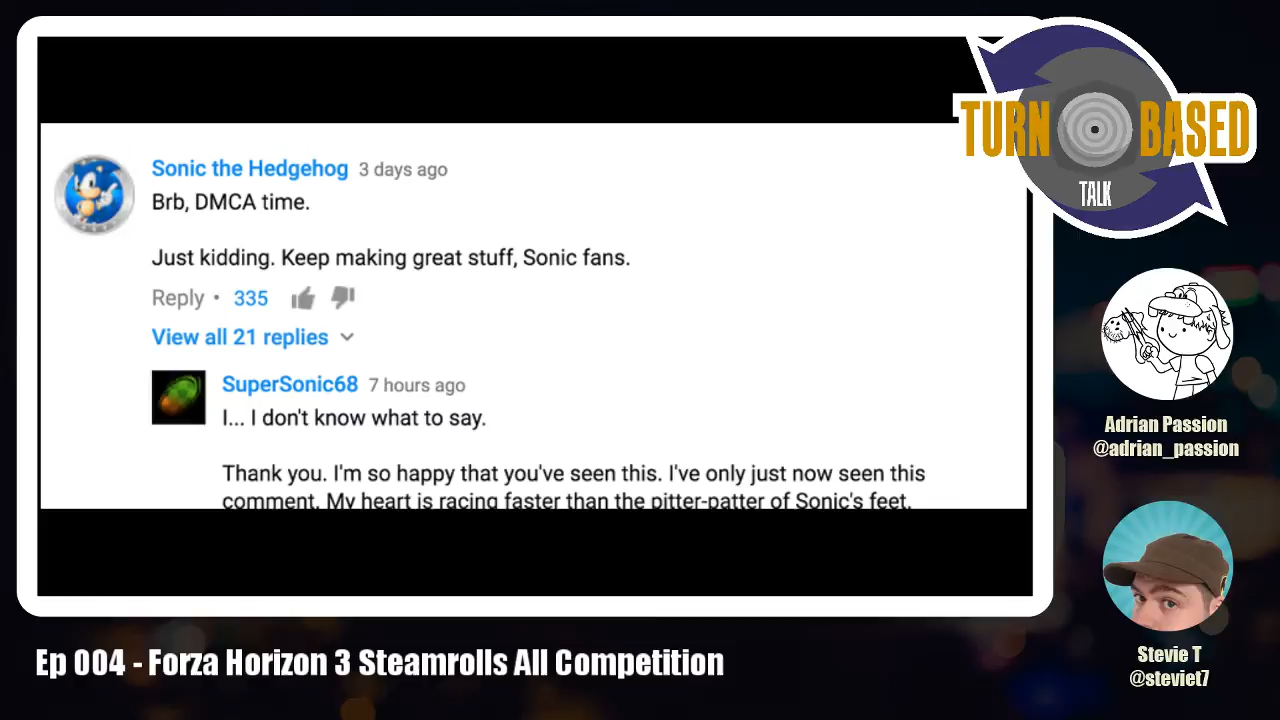 Sonic the Hedgehog 3 days ago
Brb, DMCA time.
Just kidding. Keep making great stuff, Sonic fans.
Reply • 335
View all 21 replies
SuperSonic68 7 hours ago
I... I don't know what to say.
Thank you. I'm so happy that you've seen this. I've only just now seen this
comment. My heart is racing faster than the pitter-patter of Sonic's feet.
TURN BASED
TALK
Adrian Passion
@adrian_passion
Stevie T
@steviet7
Ep 004 - Forza Horizon 3 Steamrolls All Competition